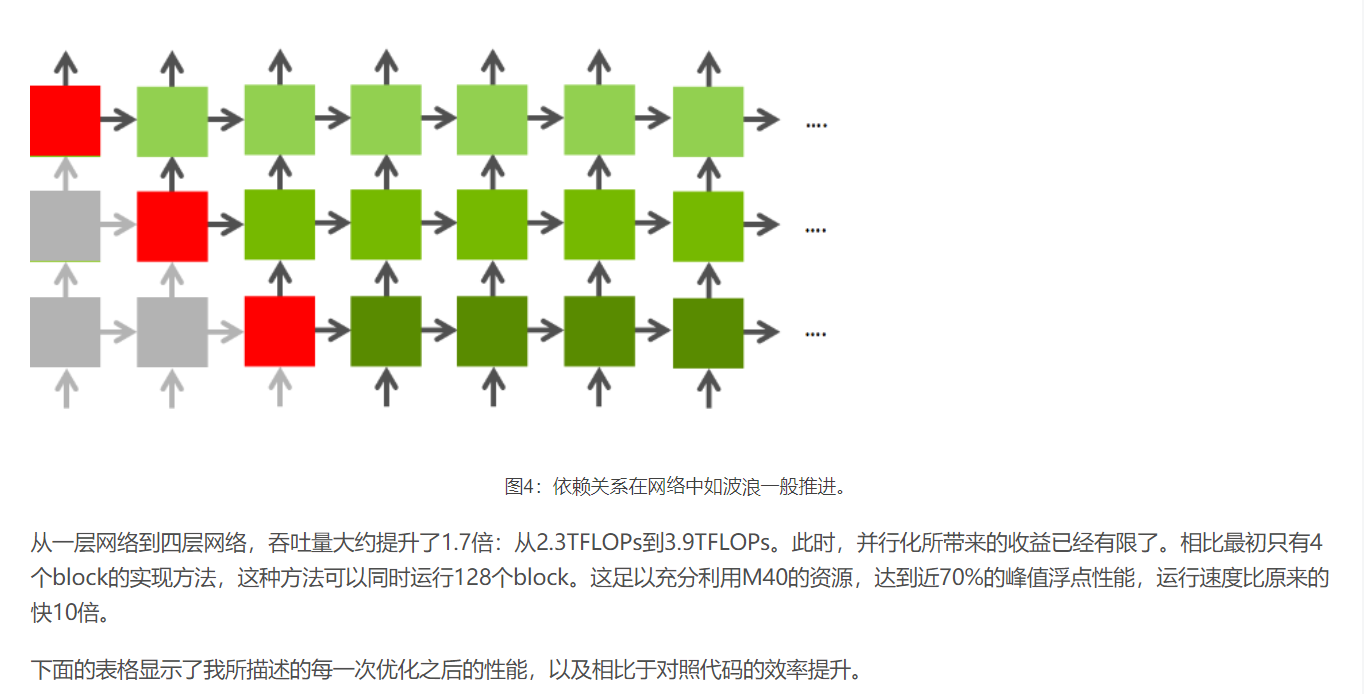 ....
....
....
图4：依赖关系在网络中如波浪一般推进。
从一层网络到四层网络，吞吐量大约提升了1.7倍：从2.3TFLOPs到3.9TFLOPs。此时，并行化所带来的收益已经有限了。相比最初只有4
个block的实现方法，这种方法可以同时运行128个block。这足以充分利用M40的资源，达到近70%的峰值浮点性能，运行速度比原来的
快10倍。
下面的表格显示了我所描述的每一次优化之后的性能，以及相比于对照代码的效率提升。